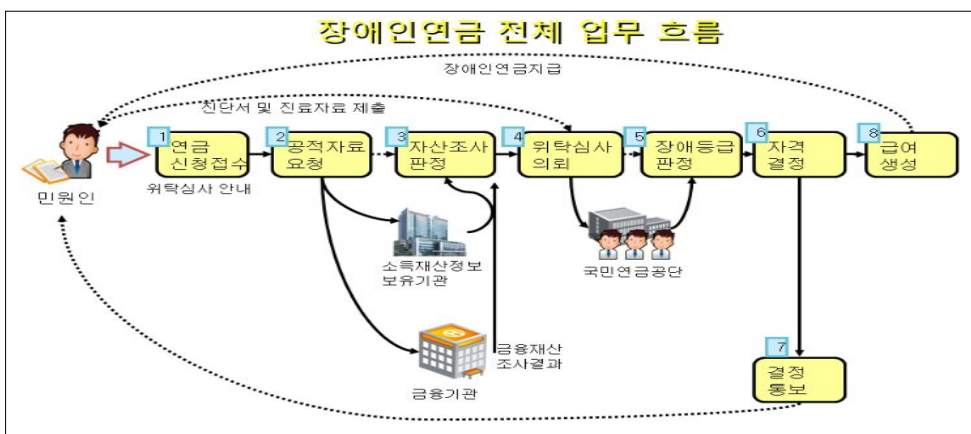 장애인연금 전체 업무 흐름
장애인연금지급
진단서 및 진료자료 제출
1
연금
신청접수
2
공적자료
요청
3
자산조사
판정
4
위탁심사
의뢰
5
장애등급
판정
6
자격
결정
8
급여
생성
민원인
위탁심사 안내
소득재산정보
보유기관
국민연금공단
금융재산
조사결과
금융기관
7
결정
통보